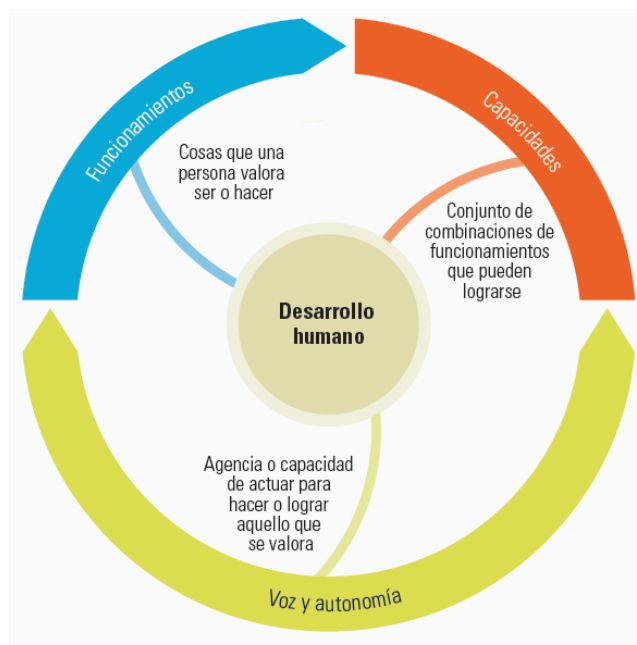 Funcionamientos
Cosas que una
persona valora
ser o hacer
Capacidades
Conjunto de
combinaciones de
funcionamientos
que pueden
lograrse
Desarrollo
humano
Agencia o capacidad
de actuar para
hacer o lograr
aquello que
se valora
Voz y autonomía